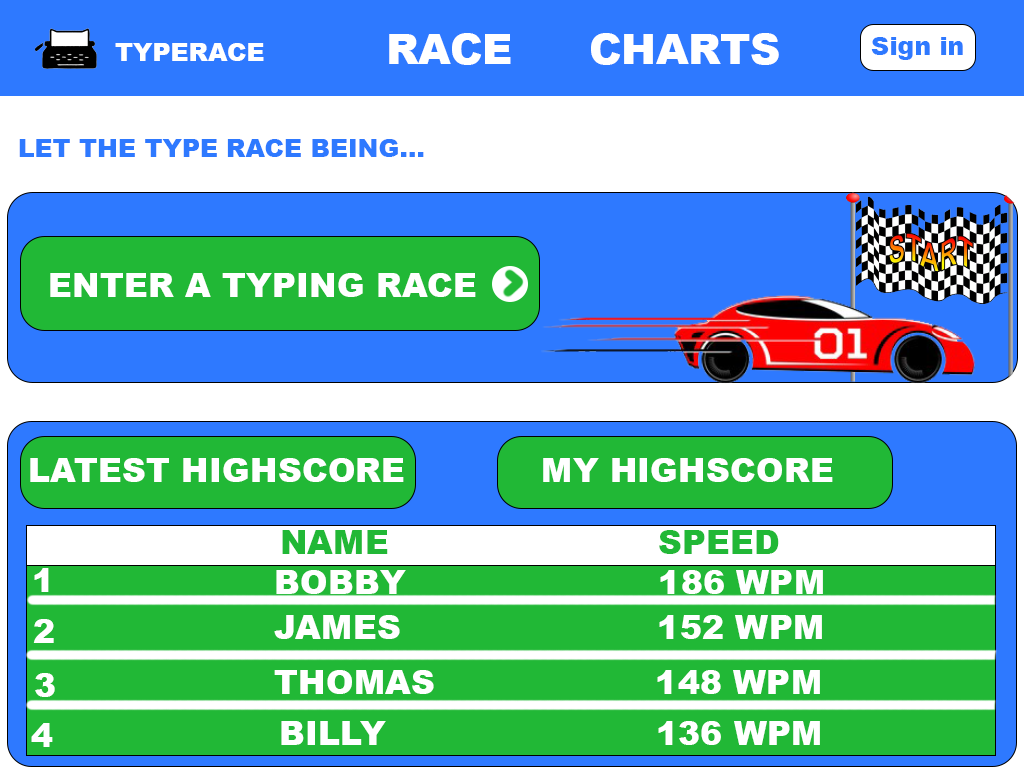 TYPERACE RACE CHARTS Sign in
LET THE TYPE RACE BEING...
START
ENTER A TYPING RACE
01
LATEST HIGHSCORE MY HIGHSCORE
NAME SPEED
1 BOBBY 186 WPM
2 JAMES 152 WPM
3 THOMAS 148 WPM
4 BILLY 136 WPM